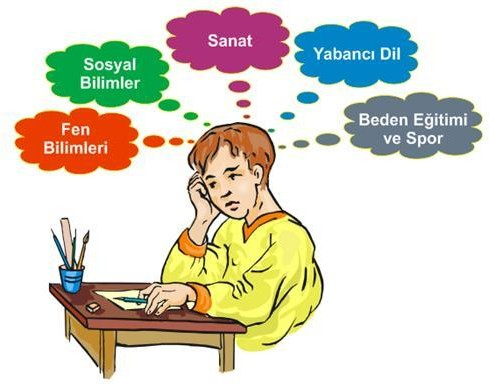 Fen
Bilimleri
Sosyal
Bilimler
Sanat
Yabancı Dil
Beden Eğitimi
ve Spor